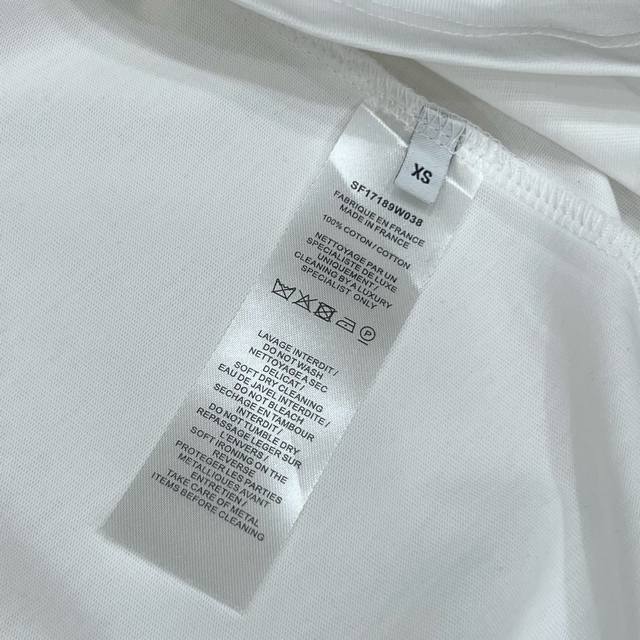 XS
SF17189W038
FABRIQUE EN FRANCE
MADE IN FRANCE
100% COTON / COTTON
NETTOYAGE PAR UN
SPECIALISTE DE LUXE
UNIQUEMENT /
CLEANING BY A LUXURY
SPECIALIST ONLY
P
LAVAGE INTERDIT /
DO NOT WASH
NETTOYAGE A SEC
DELICAT /
SOFT DRY CLEANING
EAU DE JAVEL INTERDITE /
DO NOT BLEACH
SECHAGE EN TAMBOUR
INTERDIT /
DO NOT TUMBLE DRY
REPASSAGE LEGER SUR
L'ENVERS /
SOFT IRONING ON THE
REVERSE
PROTEGER LES PARTIES
METALLIQUES AVANT
ENTRETIEN /
TAKE CARE OF METAL
ITEMS BEFORE CLEANING